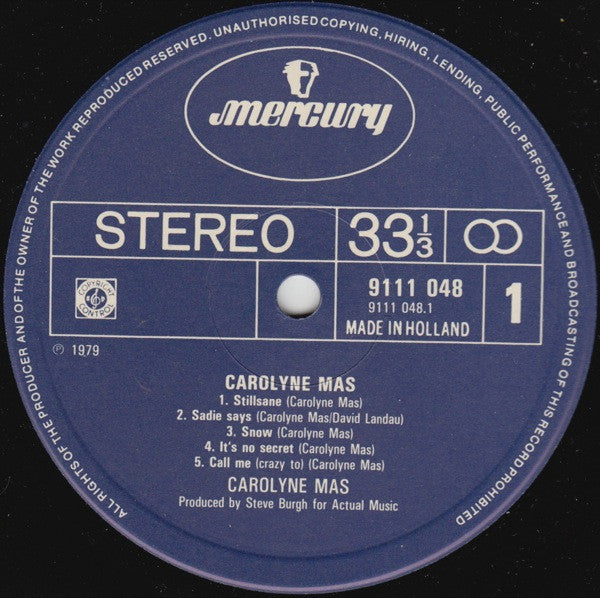 ALL RIGHTS OF THE PRODUCER AND OF THE OWNER OF THE WORK REPRODUCED RESERVED. UNAUTHORISED COPYING, HIRING, LENDING, PUBLIC PERFORMANCE AND BROADCASTING OF THIS RECORD PROHIBITED
mercury
STEREO 33 1/3
COPYRIGHT CONTROL
9111 048 1
9111 048.1
MADE IN HOLLAND
℗ 1979
CAROLYNE MAS
1. Stillsane (Carolyne Mas)
2. Sadie says (Carolyne Mas/David Landau)
3. Snow (Carolyne Mas)
4. It's no secret (Carolyne Mas)
5. Call me (crazy to) (Carolyne Mas)
CAROLYNE MAS
Produced by Steve Burgh for Actual Music